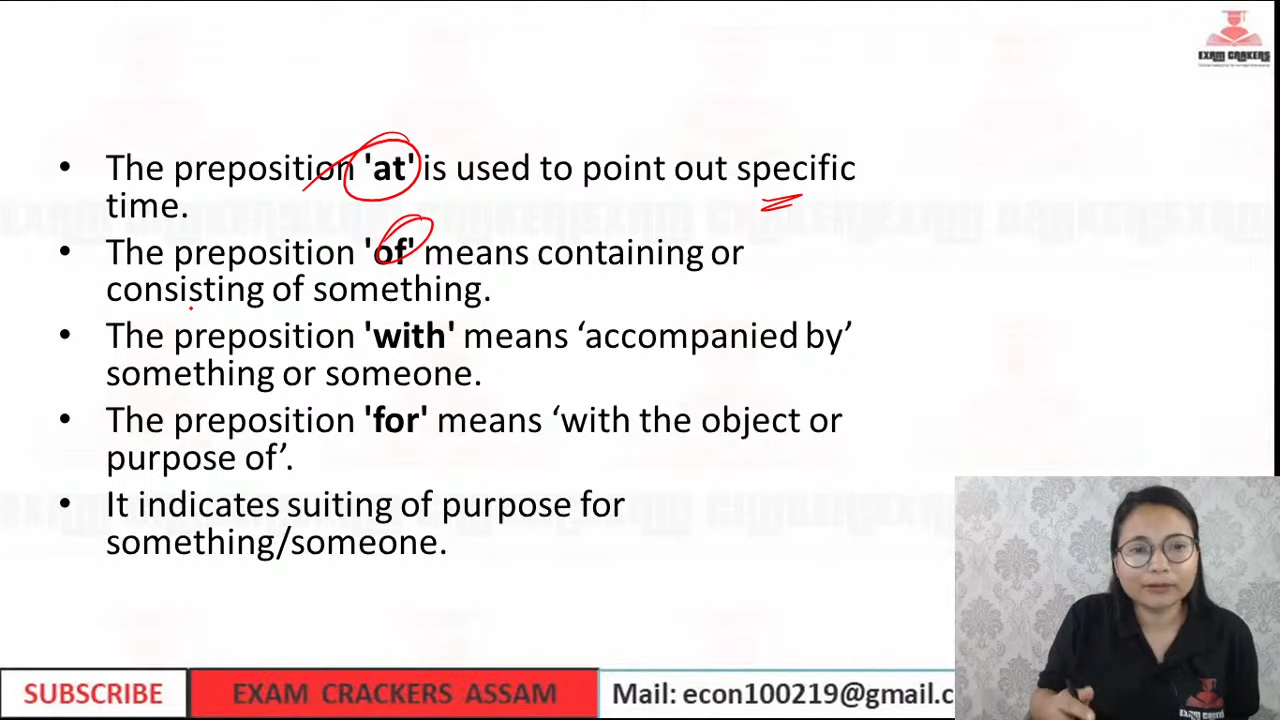 EXAM CRAKERS
• The preposition 'at' is used to point out specific
time.
• The preposition 'of' means containing or
consisting of something.
• The preposition 'with' means ‘accompanied by’
something or someone.
• The preposition 'for' means ‘with the object or
purpose of’.
• It indicates suiting of purpose for
something/someone.
SUBSCRIBE
EXAM CRACKERS ASSAM
Mail: econ100219@gmail.c